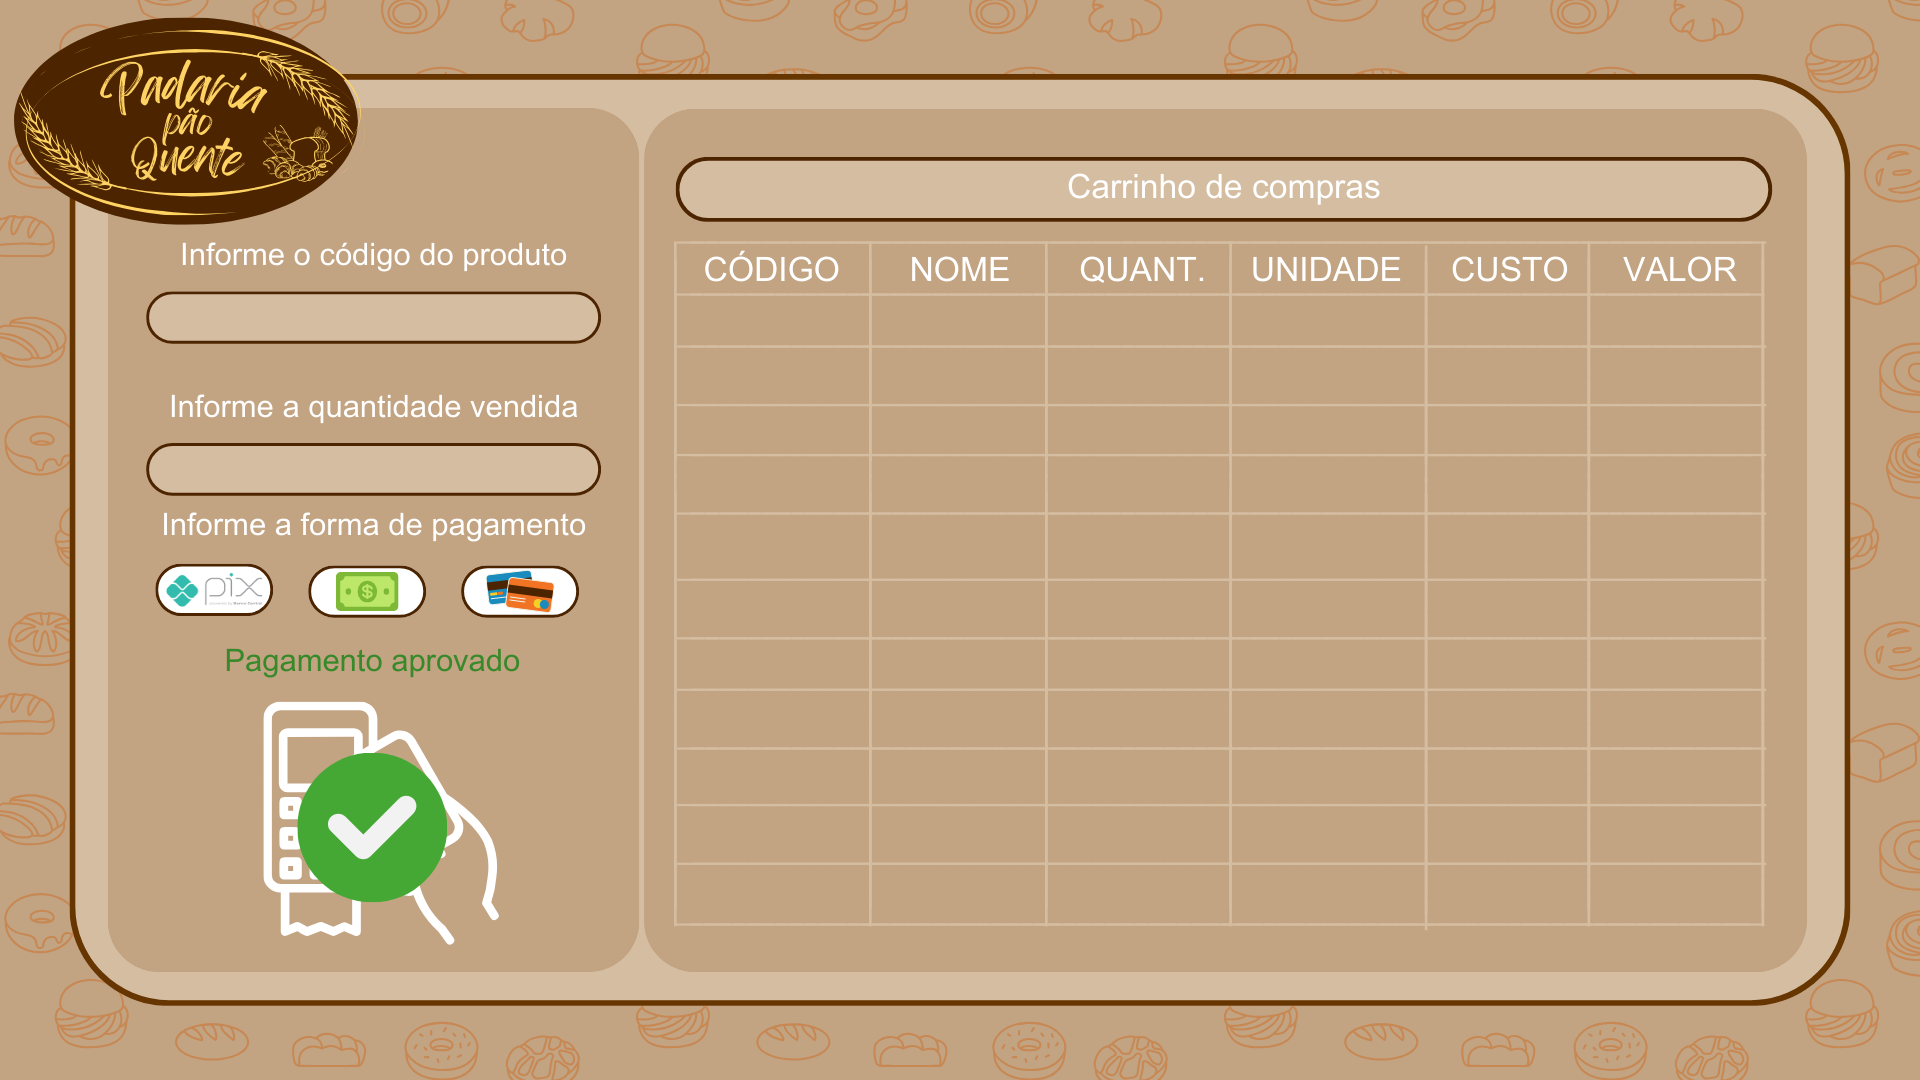 Padaria
pão
Quente
Informe o código do produto
Informe a quantidade vendida
Informe a forma de pagamento
pix
Pagamento aprovado
Carrinho de compras
CÓDIGO NOME QUANT. UNIDADE CUSTO VALOR